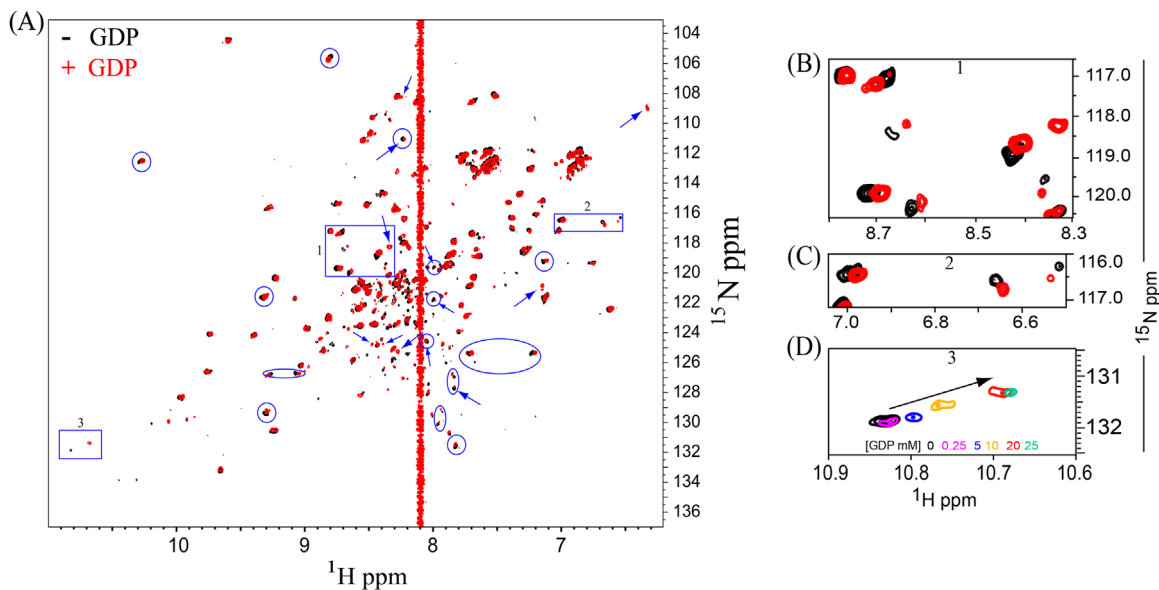 (A)
- GDP
+ GDP
1
2
3
104
106
108
110
112
114
116
118
120
122
124
126
128
130
132
134
136
15N ppm
10 9 8 7
1H ppm
(B)
1
117.0
118.0
119.0
120.0
8.7 8.5 8.3
(C)
2
116.0
117.0
7.0 6.8 6.6
(D)
3
131
132
[GDP mM] 0 0.25 5 10 20 25
10.9 10.8 10.7 10.6
1H ppm
15N ppm